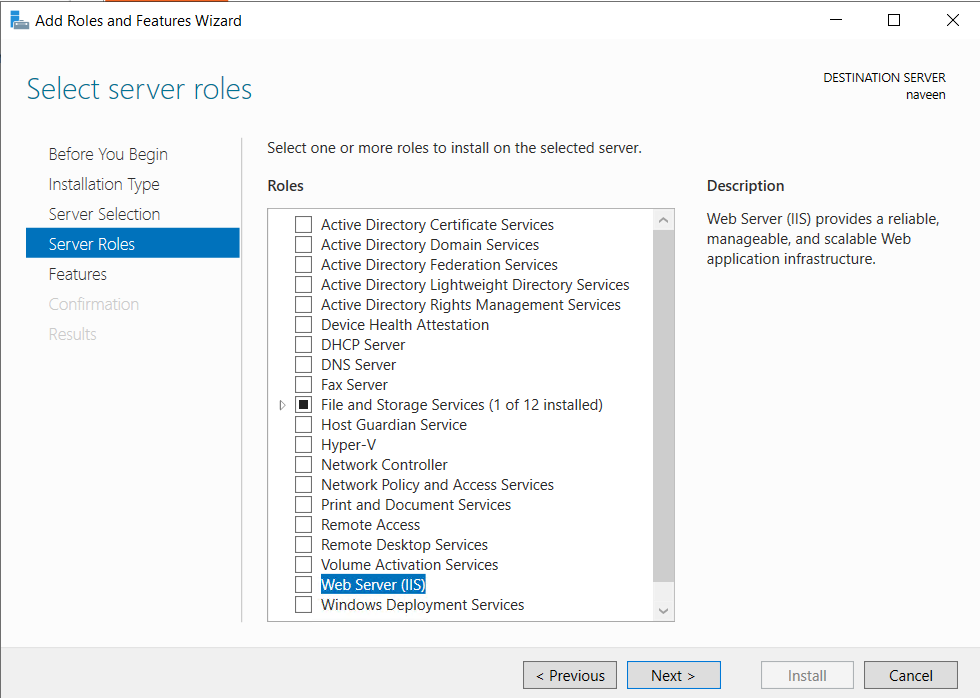 Add Roles and Features Wizard
Select server roles
DESTINATION SERVER
naveen
Before You Begin
Installation Type
Server Selection
Server Roles
Features
Confirmation
Results
Select one or more roles to install on the selected server.
Roles
Active Directory Certificate Services
Active Directory Domain Services
Active Directory Federation Services
Active Directory Lightweight Directory Services
Active Directory Rights Management Services
Device Health Attestation
DHCP Server
DNS Server
Fax Server
File and Storage Services (1 of 12 installed)
Host Guardian Service
Hyper-V
Network Controller
Network Policy and Access Services
Print and Document Services
Remote Access
Remote Desktop Services
Volume Activation Services
Web Server (IIS)
Windows Deployment Services
Description
Web Server (IIS) provides a reliable,
manageable, and scalable Web
application infrastructure.
< Previous
Next >
Install
Cancel